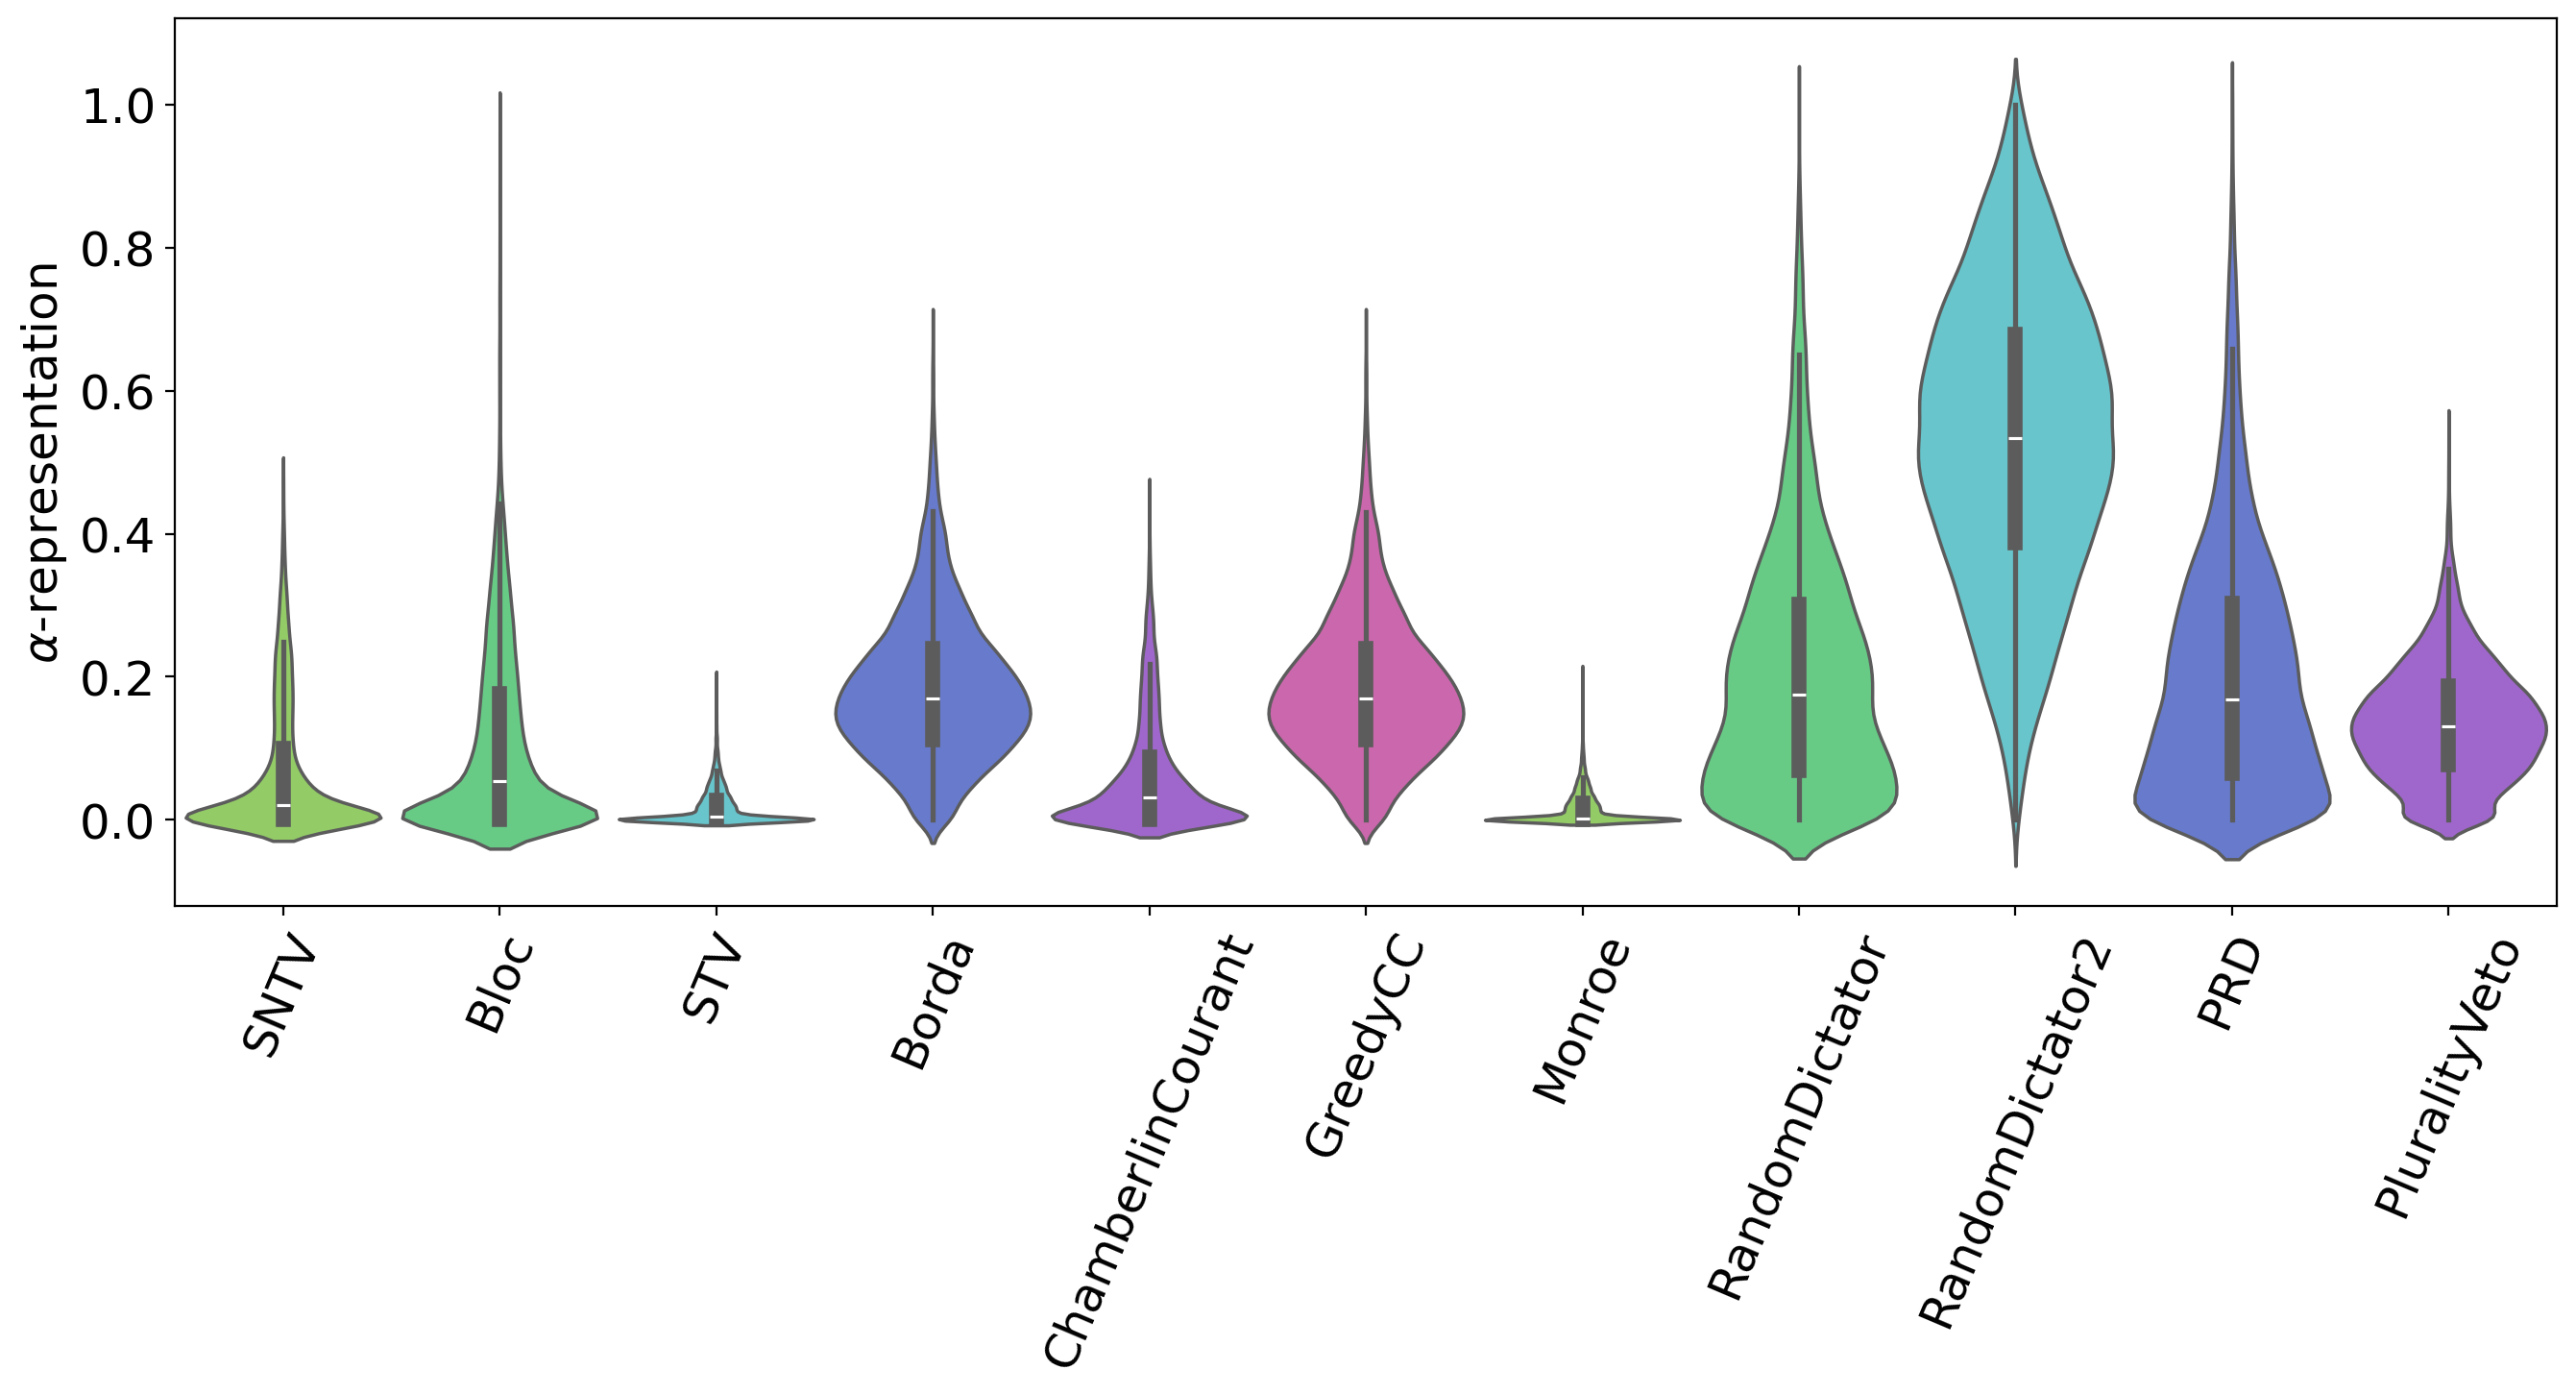 α-representation
1.0
0.8
0.6
0.4
0.2
0.0
SNTV
Bloc
STV
Borda
ChamberlinCourant
GreedyCC
Monroe
RandomDictator
RandomDictator2
PRD
PluralityVeto